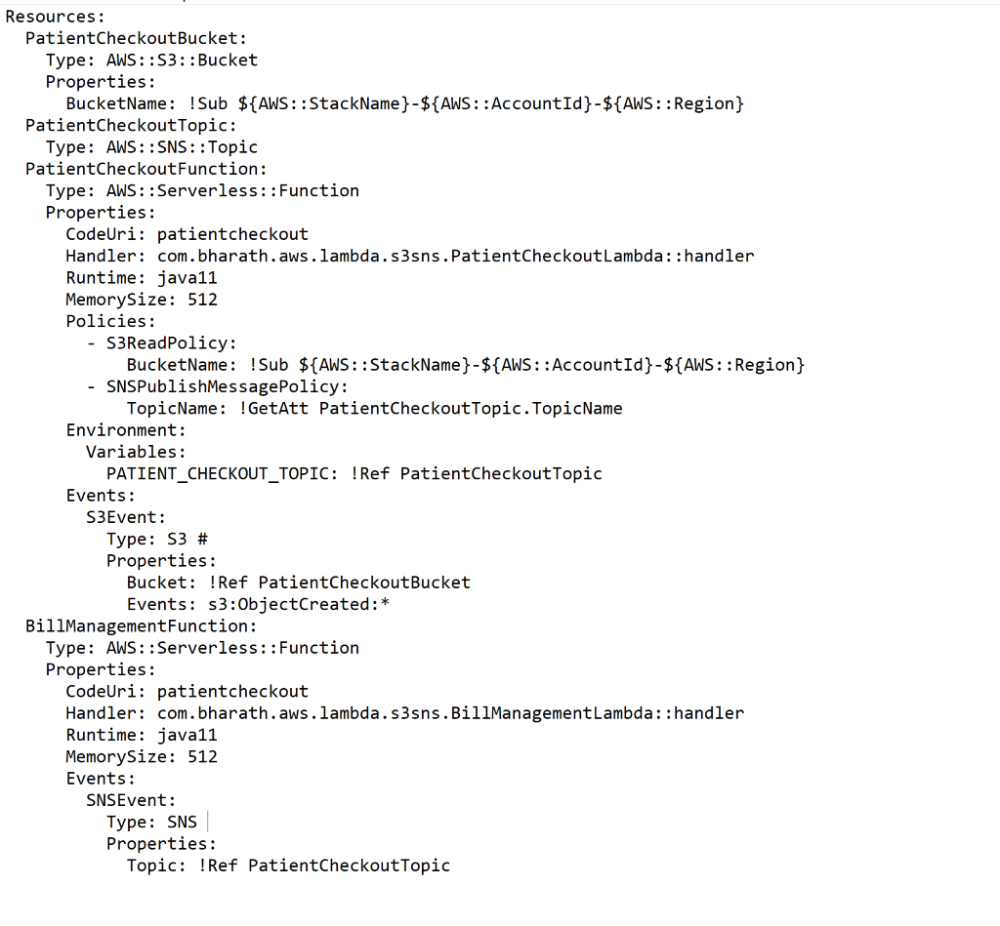 Resources:
  PatientCheckoutBucket:
    Type: AWS::S3::Bucket
    Properties:
      BucketName: !Sub ${AWS::StackName}-${AWS::AccountId}-${AWS::Region}
  PatientCheckoutTopic:
    Type: AWS::SNS::Topic
  PatientCheckoutFunction:
    Type: AWS::Serverless::Function
    Properties:
      CodeUri: patientcheckout
      Handler: com.bharath.aws.lambda.s3sns.PatientCheckoutLambda::handler
      Runtime: java11
      MemorySize: 512
      Policies:
        - S3ReadPolicy:
            BucketName: !Sub ${AWS::StackName}-${AWS::AccountId}-${AWS::Region}
        - SNSPublishMessagePolicy:
            TopicName: !GetAtt PatientCheckoutTopic.TopicName
      Environment:
        Variables:
          PATIENT_CHECKOUT_TOPIC: !Ref PatientCheckoutTopic
      Events:
        S3Event:
          Type: S3 #
          Properties:
            Bucket: !Ref PatientCheckoutBucket
            Events: s3:ObjectCreated:*
  BillManagementFunction:
    Type: AWS::Serverless::Function
    Properties:
      CodeUri: patientcheckout
      Handler: com.bharath.aws.lambda.s3sns.BillManagementLambda::handler
      Runtime: java11
      MemorySize: 512
      Events:
        SNSEvent:
          Type: SNS
          Properties:
            Topic: !Ref PatientCheckoutTopic